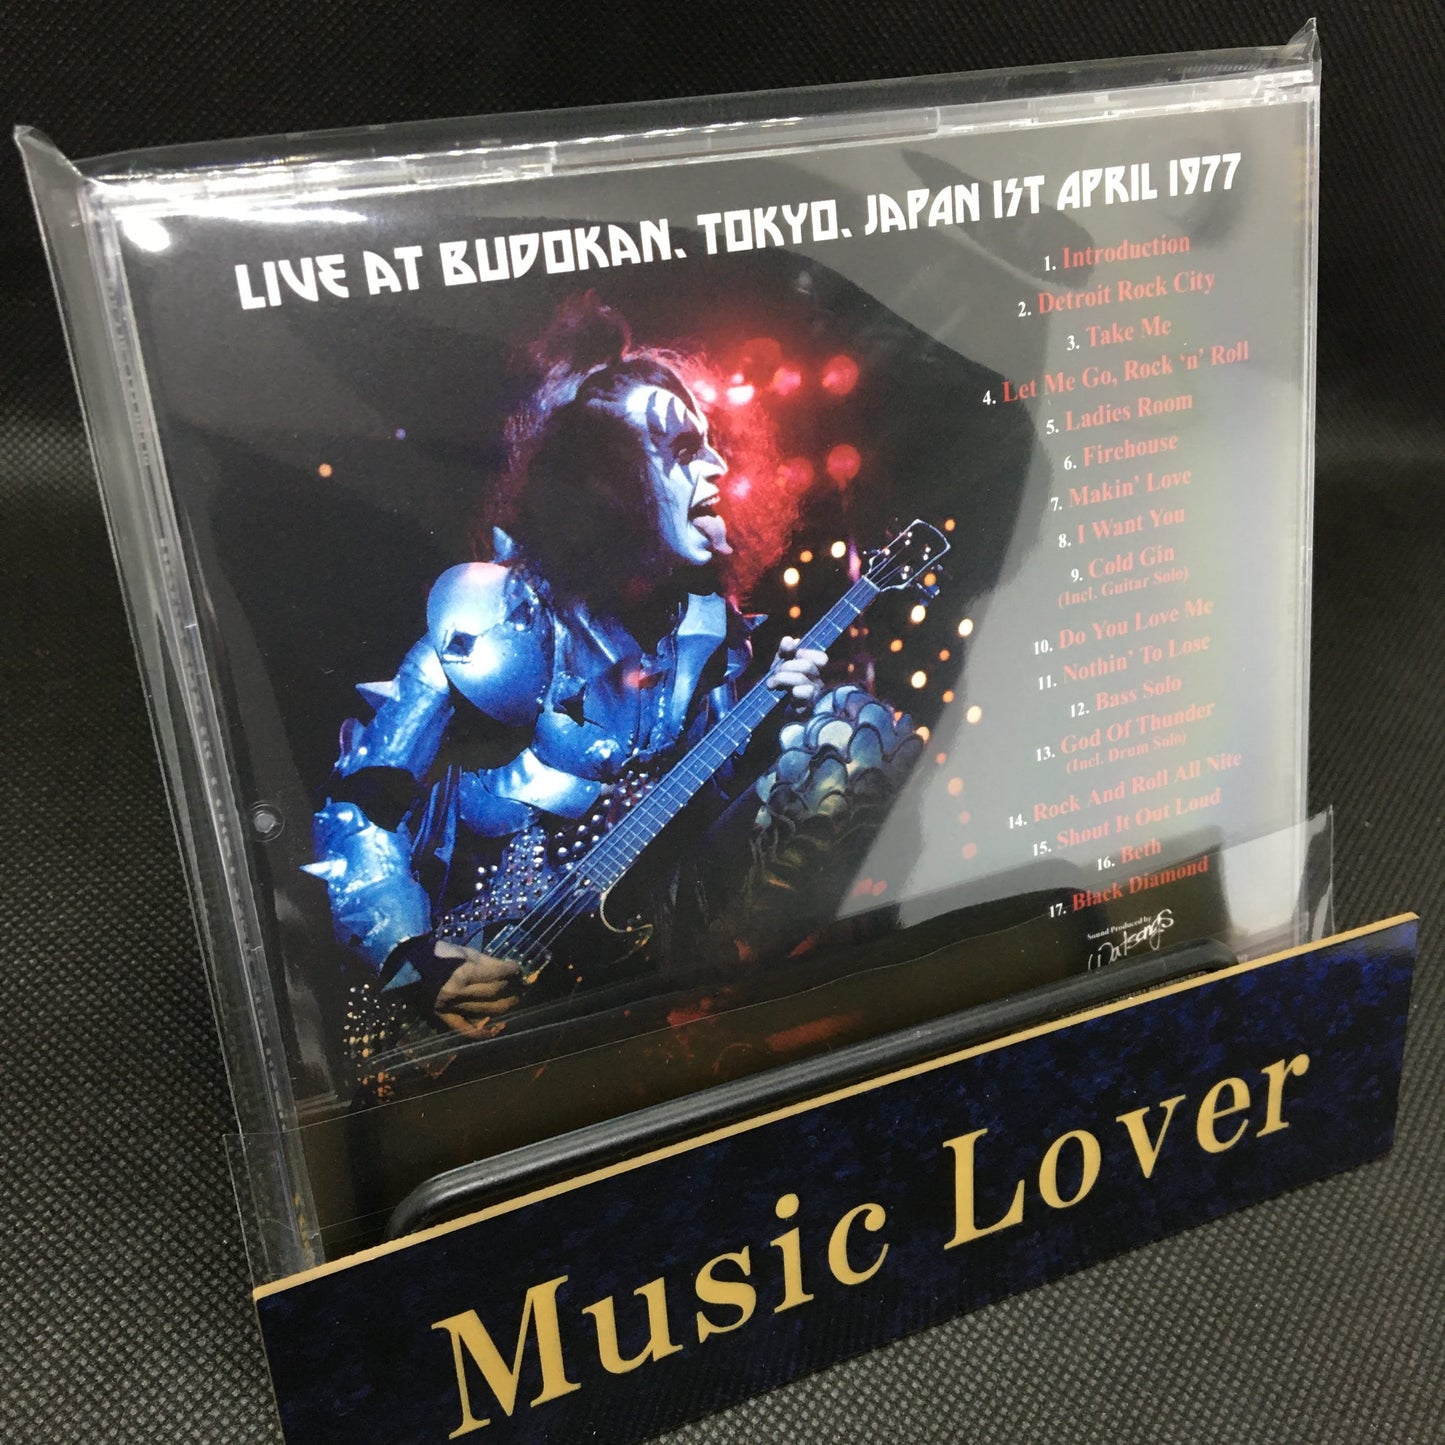 LIVE AT BUDOKAN, TOKYO, JAPAN 1ST APRIL 1977
1. Introduction
2. Detroit Rock City
3. Take Me
4. Let Me Go, Rock ‘n’ Roll
5. Ladies Room
6. Firehouse
7. Makin’ Love
8. I Want You
9. Cold Gin
(Incl. Guitar Solo)
10. Do You Love Me
11. Nothin’ To Lose
12. Bass Solo
13. God Of Thunder
(Incl. Drum Solo)
14. Rock And Roll All Nite
15. Shout It Out Loud
16. Beth
17. Black Diamond
Sound Produced by
Music Lover